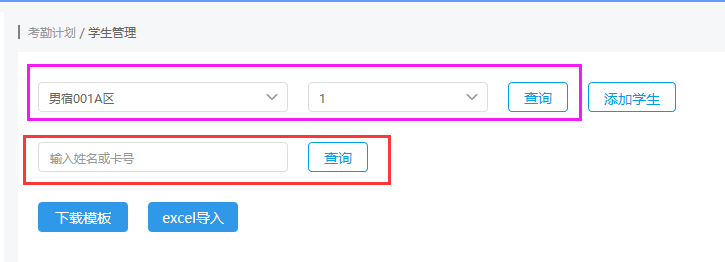 考勤计划 / 学生管理
男宿001A区 1 查询 添加学生
输入姓名或卡号 查询
下载模板 excel导入